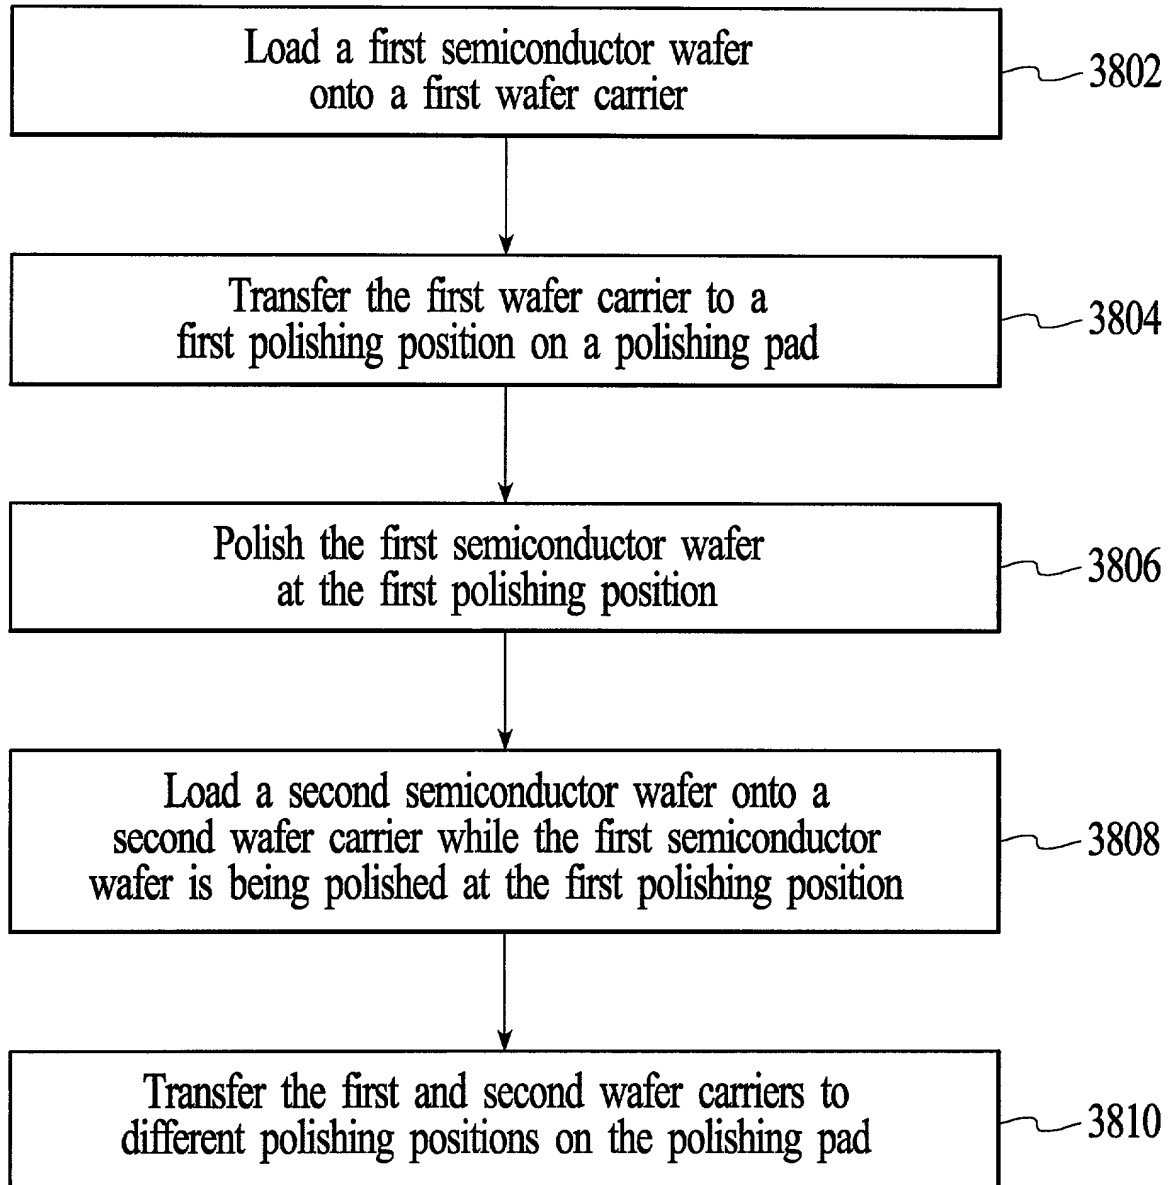 Load a first semiconductor wafer
onto a first wafer carrier
3802
Transfer the first wafer carrier to a
first polishing position on a polishing pad
3804
Polish the first semiconductor wafer
at the first polishing position
3806
Load a second semiconductor wafer onto a
second wafer carrier while the first semiconductor
wafer is being polished at the first polishing position
3808
Transfer the first and second wafer carriers to
different polishing positions on the polishing pad
3810